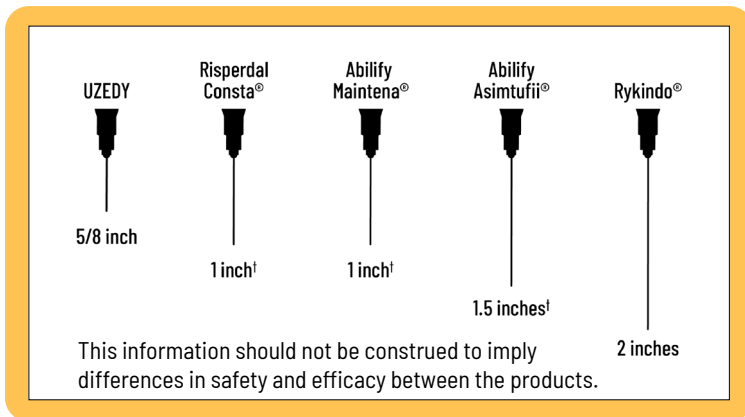 UZEDY
Risperdal
Consta®
Abilify
Maintena®
Abilify
Asimtufii®
Rykindo®
5/8 inch
1 inch†
1 inch†
1.5 inches†
2 inches
This information should not be construed to imply
differences in safety and efficacy between the products.